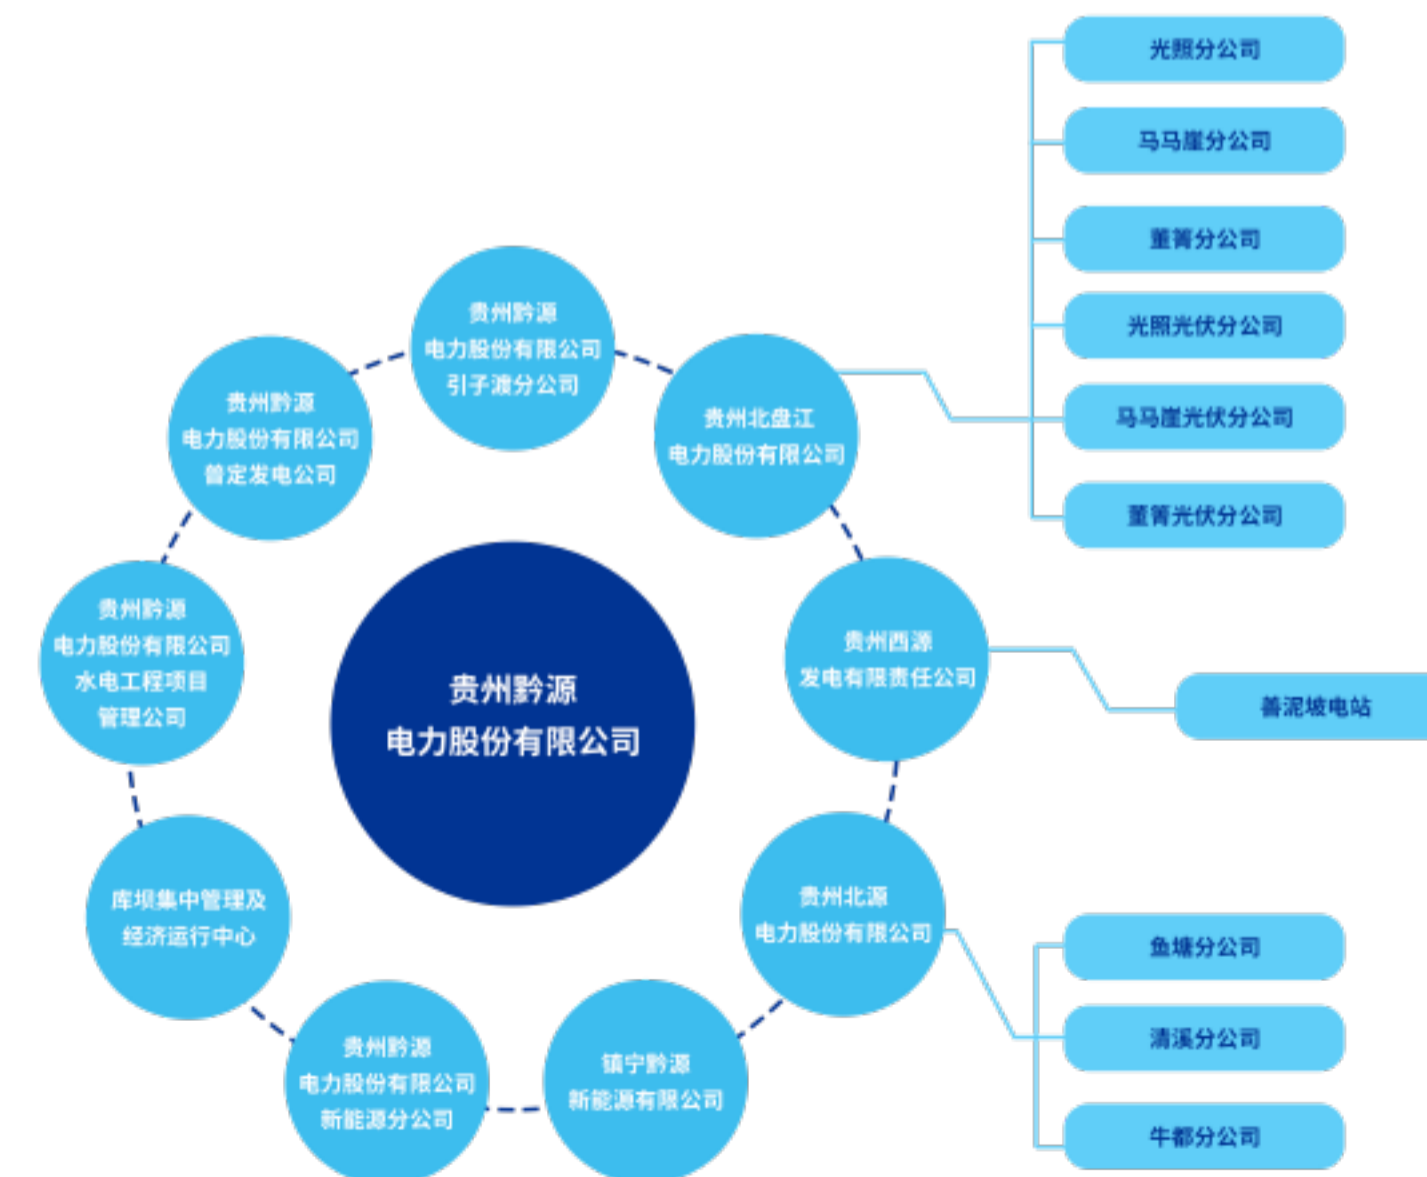 光照分公司
马马崖分公司
董箐分公司
光照光伏分公司
马马崖光伏分公司
董箐光伏分公司
贵州黔源
电力股份有限公司
引子渡分公司
贵州北盘江
电力股份有限公司
贵州黔源
电力股份有限公司
普定发电公司
贵州黔源
电力股份有限公司
水电工程项目
管理公司
贵州黔源
电力股份有限公司
贵州西源
发电有限责任公司
善泥坡电站
库坝集中管理及
经济运行中心
贵州北源
电力股份有限公司
鱼塘分公司
清溪分公司
牛都分公司
贵州黔源
电力股份有限公司
新能源分公司
镇宁黔源
新能源有限公司